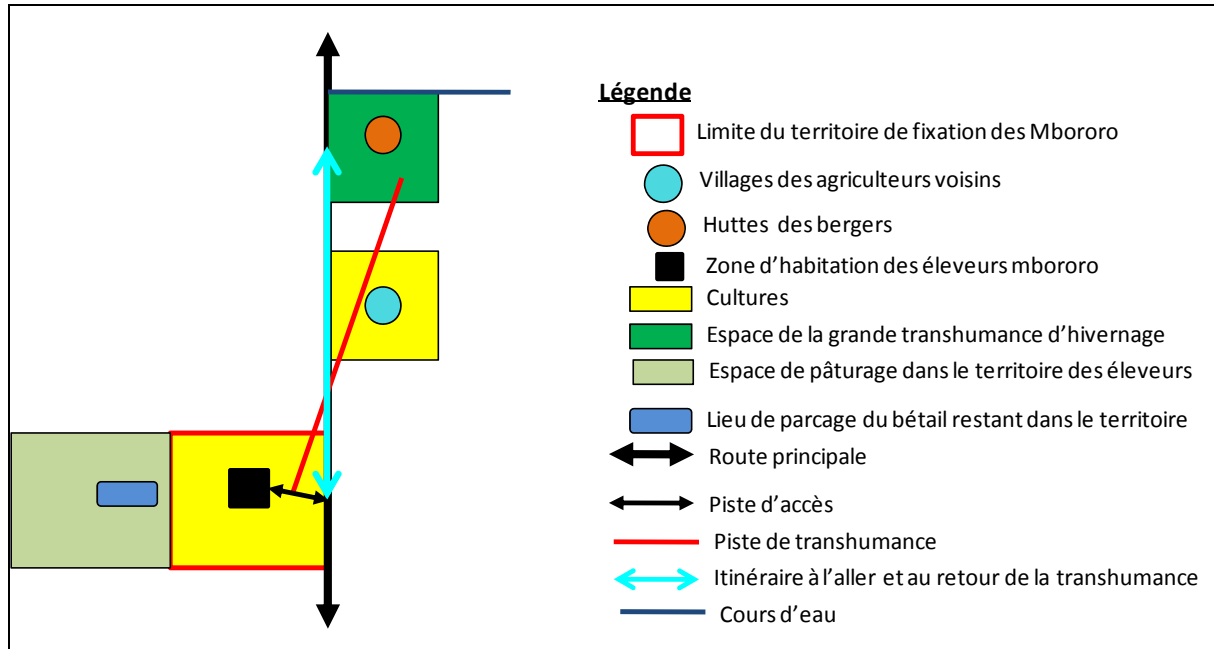 Légende
Limite du territoire de fixation des Mbororo
Villages des agriculteurs voisins
Huttes des bergers
Zone d’habitation des éleveurs mbororo
Cultures
Espace de la grande transhumance d’hivernage
Espace de pâturage dans le territoire des éleveurs
Lieu de parcage du bétail restant dans le territoire
Route principale
Piste d’accès
Piste de transhumance
Itinéraire à l’aller et au retour de la transhumance
Cours d’eau